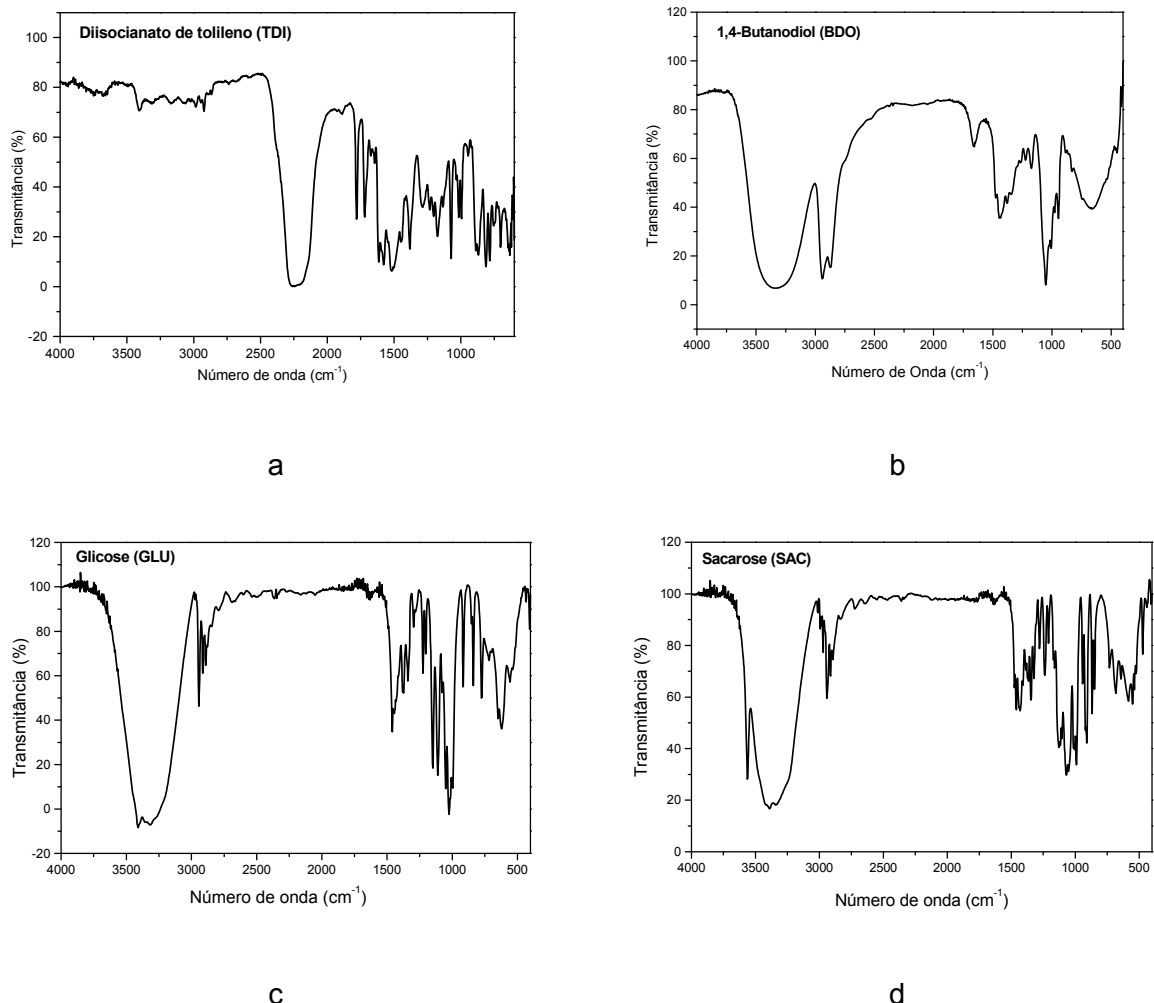 Diisocianato de tolileno (TDI)
100
80
60
40
20
0
-20
Transmitância (%)
4000 3500 3000 2500 2000 1500 1000
Número de onda (cm-1)
a
1,4-Butanodiol (BDO)
120
100
80
60
40
20
0
Transmitância (%)
4000 3500 3000 2500 2000 1500 1000 500
Número de Onda (cm-1)
b
Glicose (GLU)
120
100
80
60
40
20
0
-20
Transmitância (%)
4000 3500 3000 2500 2000 1500 1000 500
Número de onda (cm-1)
c
Sacarose (SAC)
120
100
80
60
40
20
0
Transmitância (%)
4000 3500 3000 2500 2000 1500 1000 500
Número de onda (cm-1)
d